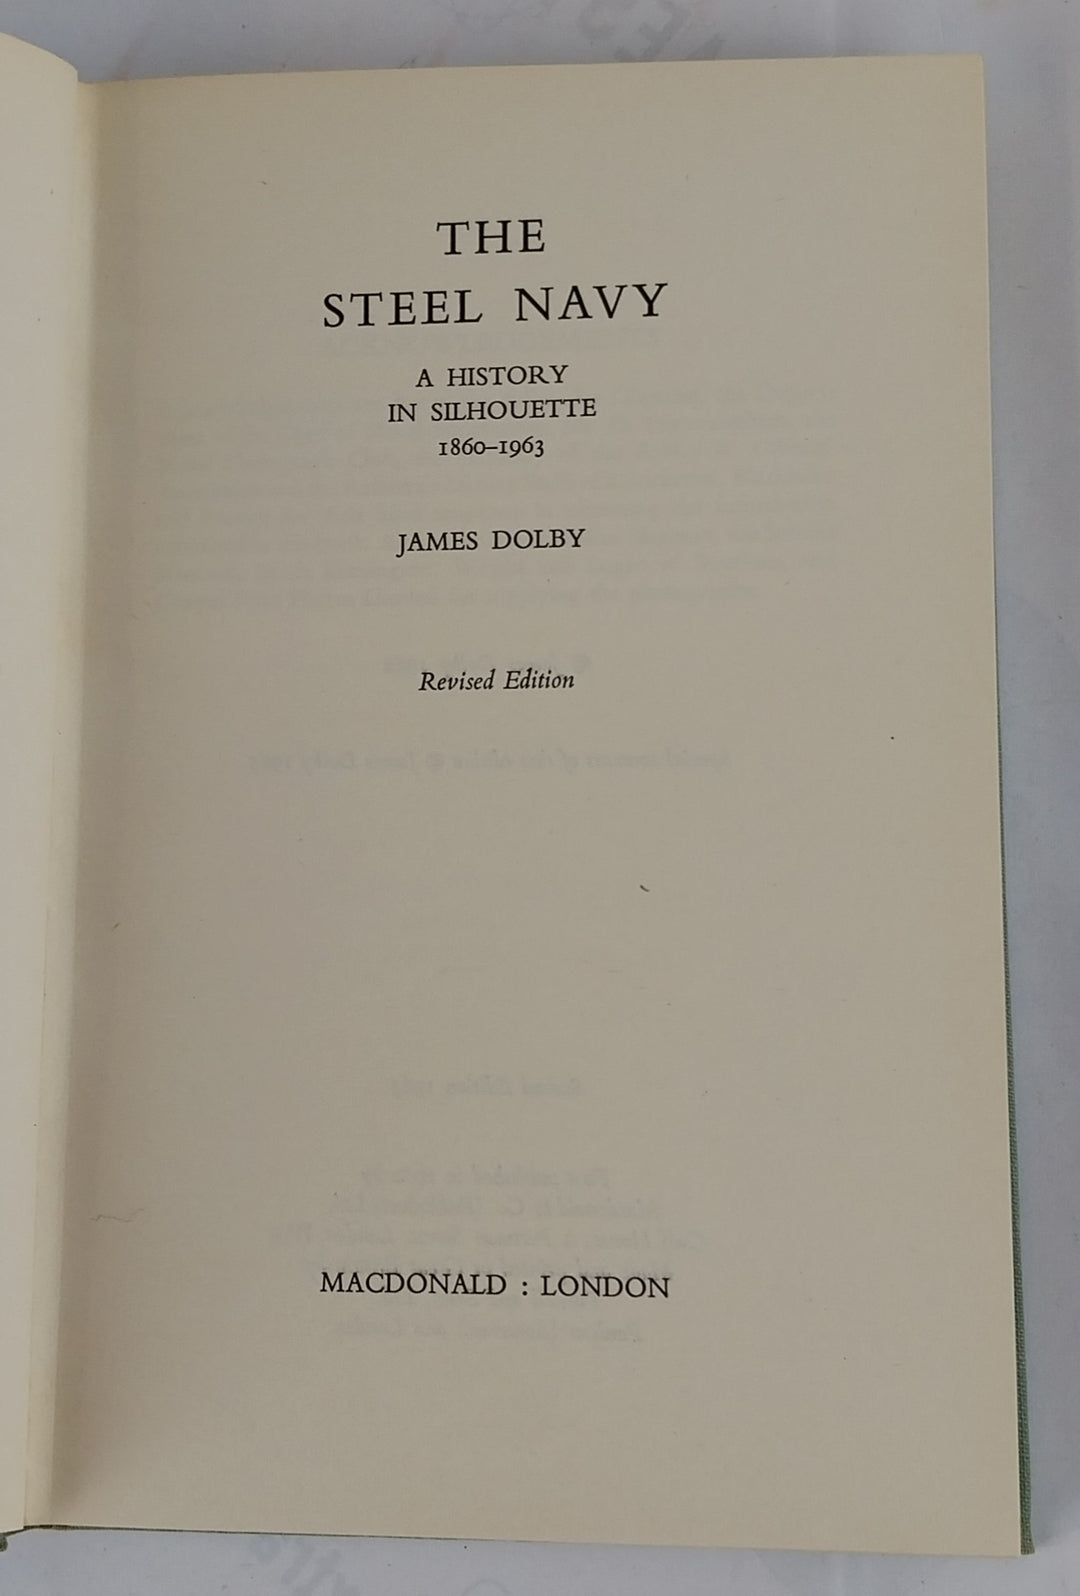 THE
STEEL NAVY
A HISTORY
IN SILHOUETTE
1860–1963
JAMES DOLBY
Revised Edition
MACDONALD : LONDON